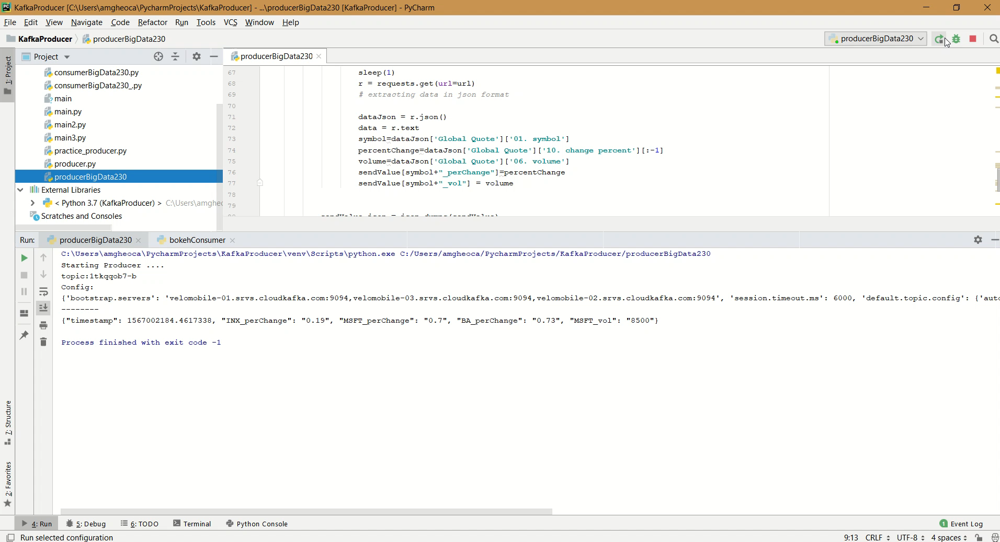 KafkaProducer [C:\Users\amgheoca\PycharmProjects\KafkaProducer] - ...\producerBigData230 [KafkaProducer] - PyCharm
File Edit View Navigate Code Refactor Run Tools VCS Window Help
KafkaProducer producerBigData230
producerBigData230
Project
producerBigData230
1: Project
consumerBigData230.py
consumerBigData230_.py
main
main.py
main2.py
main3.py
practice_producer.py
producer.py
producerBigData230
External Libraries
< Python 3.7 (KafkaProducer) > C:\Users\amgheo
Scratches and Consoles
67 sleep(1)
68 r = requests.get(url=url)
69 # extracting data in json format
70
71 dataJson = r.json()
72 data = r.text
73 symbol=dataJson['Global Quote']['01. symbol']
74 percentChange=dataJson['Global Quote']['10. change percent'][:-1]
75 volume=dataJson['Global Quote']['06. volume']
76 sendValue[symbol+"_perChange"]=percentChange
77 sendValue[symbol+"_vol"] = volume
78
79
sendValue_json = json.dumps(sendValue)
Run: producerBigData230 bokehConsumer
C:\Users\amgheoca\PycharmProjects\KafkaProducer\venv\Scripts\python.exe C:/Users/amgheoca/PycharmProjects/KafkaProducer/producerBigData230
Starting Producer ....
topic:1tkqqob7-b
Config:
{'bootstrap.servers': 'velomobile-01.srvs.cloudkafka.com:9094,velomobile-03.srvs.cloudkafka.com:9094,velomobile-02.srvs.cloudkafka.com:9094', 'session.timeout.ms': 6000, 'default.topic.config': {'auto
--------
{"timestamp": 1567002184.4617338, "INX_perChange": "0.19", "MSFT_perChange": "0.7", "BA_perChange": "0.73", "MSFT_vol": "8500"}
Process finished with exit code -1
7: Structure
2: Favorites
4: Run 5: Debug 6: TODO Terminal Python Console
1 Event Log
Run selected configuration
9:13 CRLF UTF-8 4 spaces